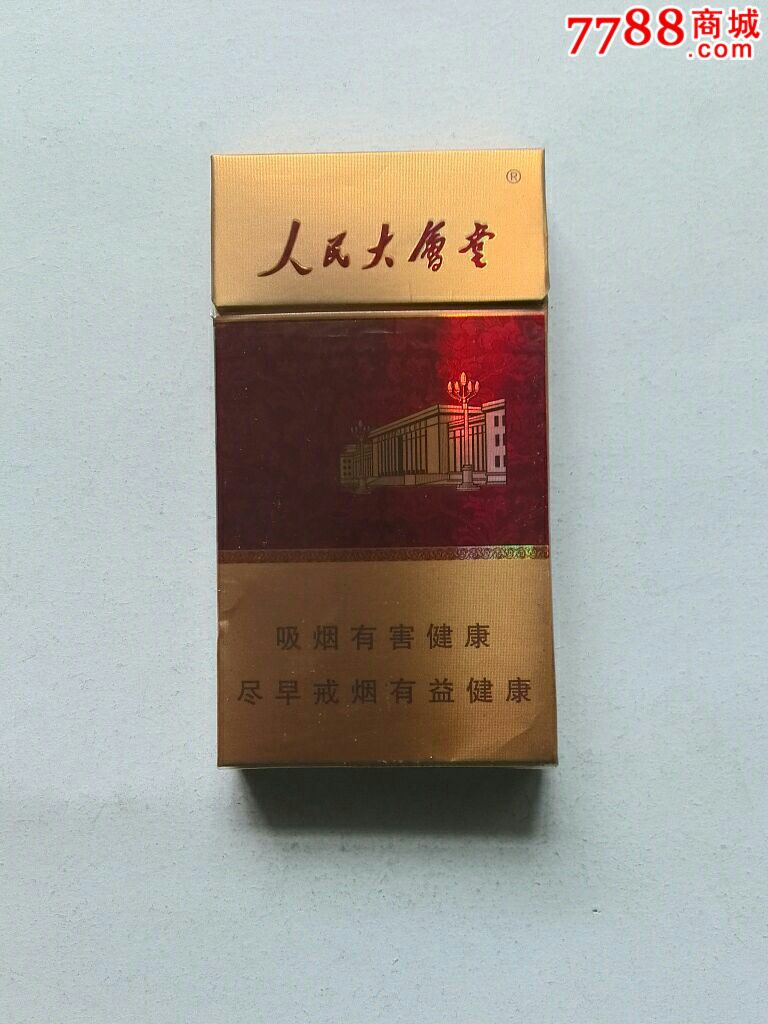 7788商城
.com
®
人民大會堂
吸烟有害健康
尽早戒烟有益健康